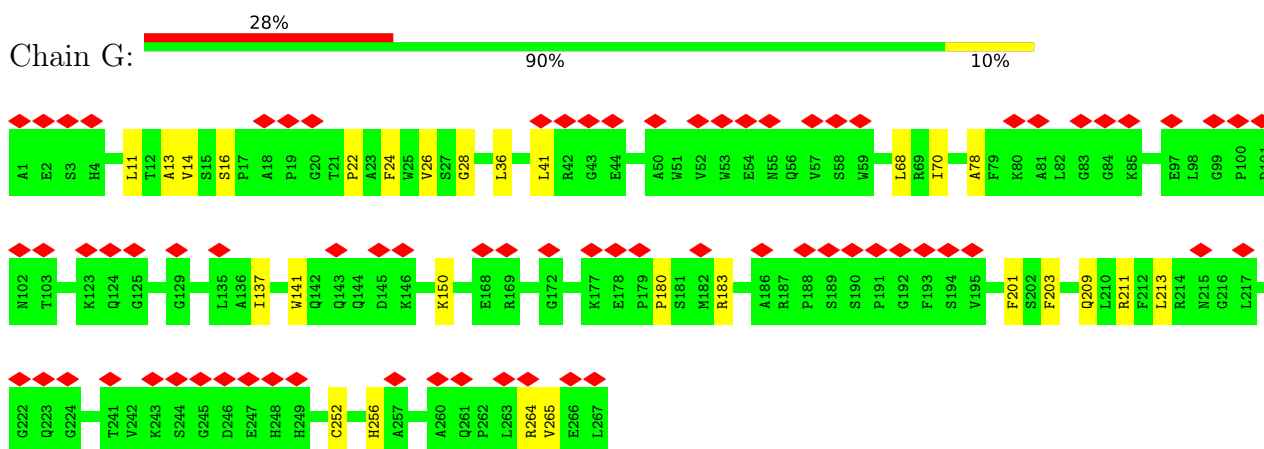 28%
Chain G:
90% 10%
A1 E2 S3 H4 L11 T12 A13 V14 S15 S16 P17 A18 P19 G20 T21 P22 A23 F24 W25 V26 S27 G28 L36 L41 R42 G43 E44 A50 W51 V52 W53 E54 N55 Q56 V57 S58 W59 L68 R69 I70 A78 F79 K80 A81 L82 G83 G84 K85 E97 L98 G99 P100
N102 T103 K123 Q124 G125 G129 L135 A136 I137 W141 Q142 Q143 Q144 D145 K146 K150 E168 R169 G172 K177 E178 P179 P180 S181 M182 R183 A186 R187 P188 S189 S190 P191 G192 F193 S194 V195 F201 S202 F203 Q209 L210 R211 F212 L213 R214 N215 G216 L217
G222 Q223 G224 T241 V242 K243 S244 G245 D246 E247 H248 H249 C252 H256 A257 A260 Q261 P262 L263 R264 V265 E266 L267